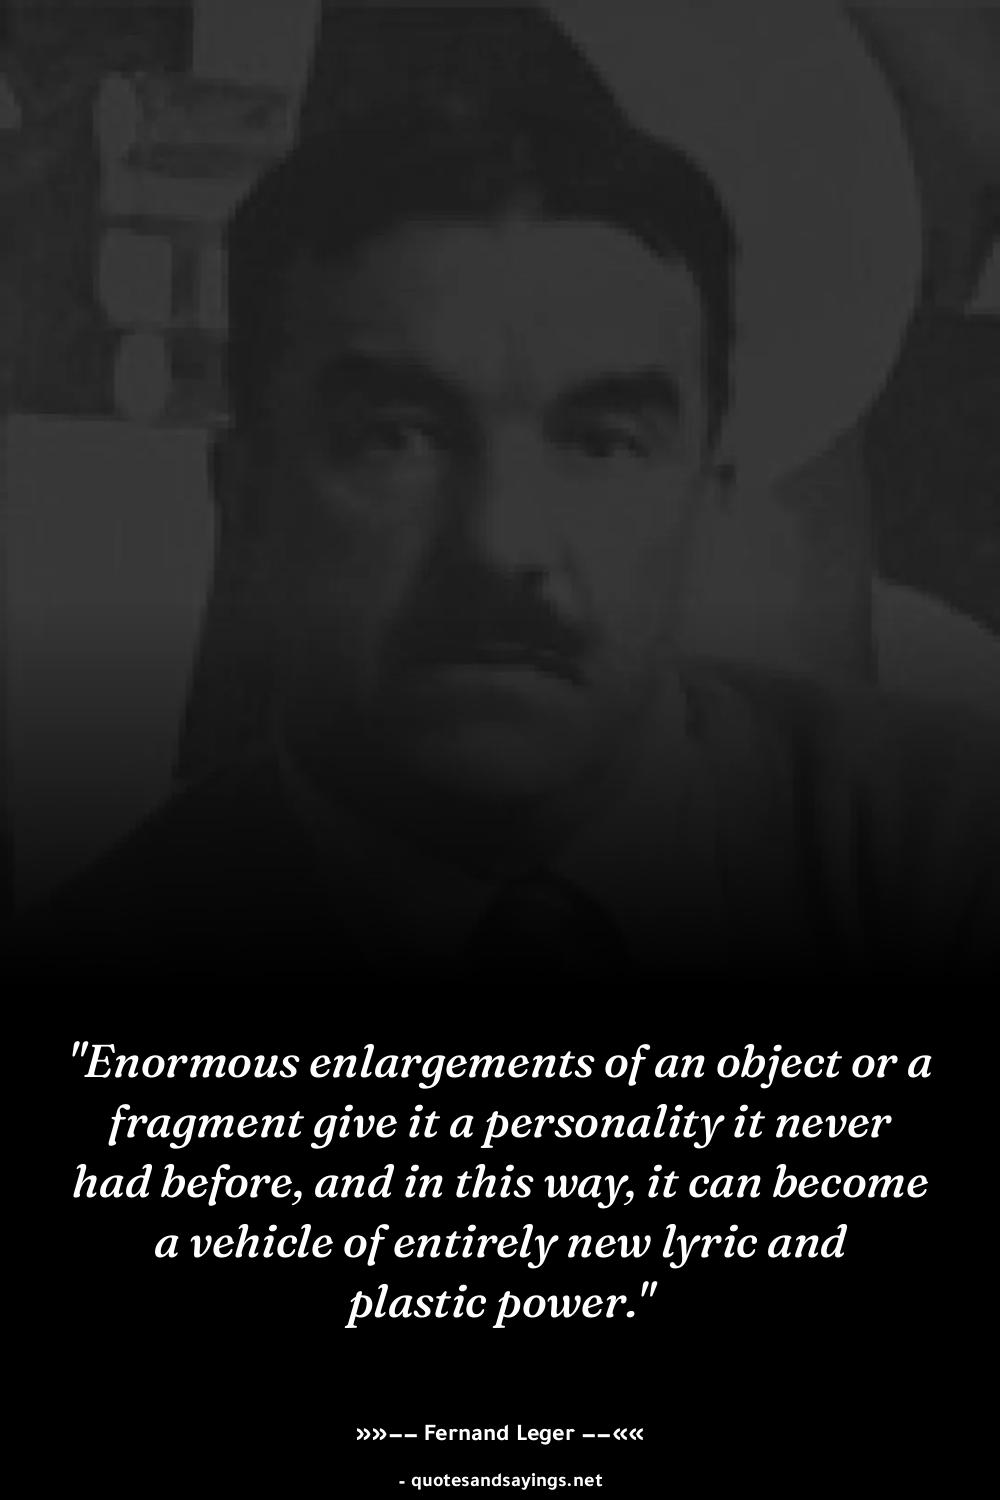 "Enormous enlargements of an object or a
fragment give it a personality it never
had before, and in this way, it can become
a vehicle of entirely new lyric and
plastic power."
»»−− Fernand Leger −−««
- quotesandsayings.net